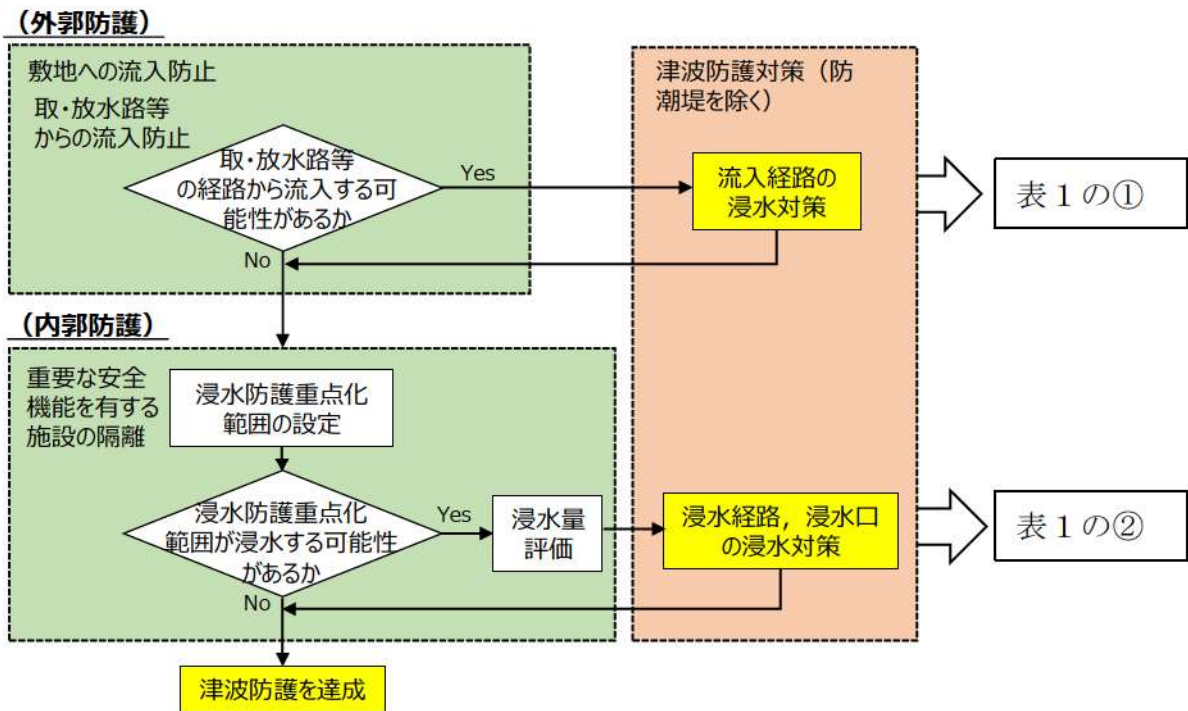 （外郭防護）
敷地への流入防止
取・放水路等
からの流入防止
取・放水路等
の経路から流入する可
能性があるか
Yes
No
津波防護対策（防
潮堤を除く）
流入経路の
浸水対策
表１の①
（内郭防護）
重要な安全
機能を有する
施設の隔離
浸水防護重点化
範囲の設定
浸水防護重点化
範囲が浸水する可能性
があるか
Yes
No
浸水量
評価
浸水経路，浸水口
の浸水対策
表１の②
津波防護を達成